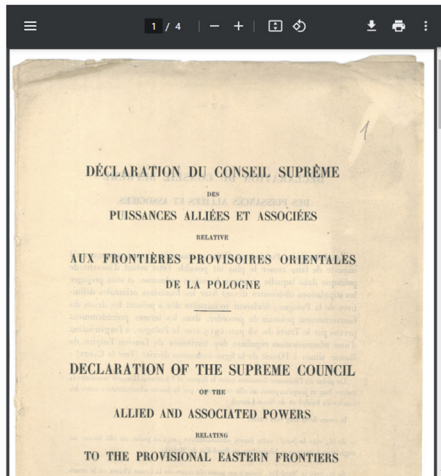 1 / 4
1
DÉCLARATION DU CONSEIL SUPRÊME
DES
PUISSANCES ALLIÉES ET ASSOCIÉES
RELATIVE
AUX FRONTIÈRES PROVISOIRES ORIENTALES
DE LA POLOGNE
DECLARATION OF THE SUPREME COUNCIL
OF THE
ALLIED AND ASSOCIATED POWERS
RELATING
TO THE PROVISIONAL EASTERN FRONTIERS